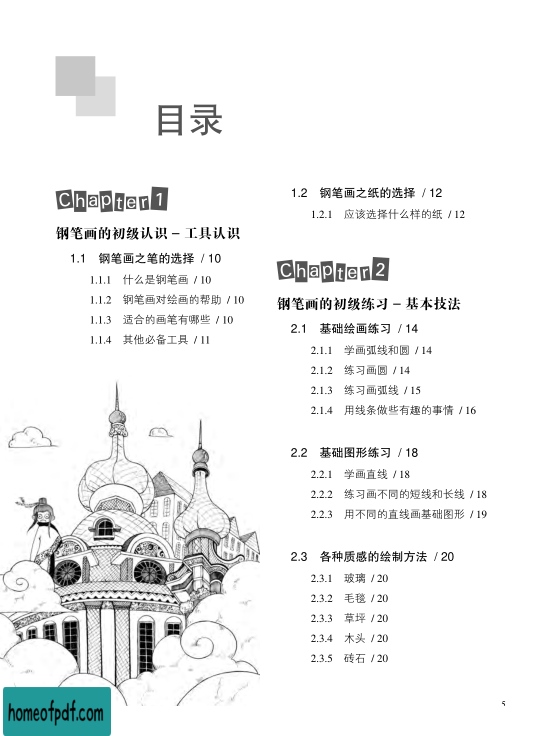 目录
Chapter 1
钢笔画的初级认识 – 工具认识
1.1 钢笔画之笔的选择 / 10
1.1.1 什么是钢笔画 / 10
1.1.2 钢笔画对绘画的帮助 / 10
1.1.3 适合的画笔有哪些 / 10
1.1.4 其他必备工具 / 11
1.2 钢笔画之纸的选择 / 12
1.2.1 应该选择什么样的纸 / 12
Chapter 2
钢笔画的初级练习 – 基本技法
2.1 基础绘画练习 / 14
2.1.1 学画弧线和圆 / 14
2.1.2 练习画圆 / 14
2.1.3 练习画弧线 / 15
2.1.4 用线条做些有趣的事情 / 16
2.2 基础图形练习 / 18
2.2.1 学画直线 / 18
2.2.2 练习画不同的短线和长线 / 18
2.2.3 用不同的直线画基础图形 / 19
2.3 各种质感的绘制方法 / 20
2.3.1 玻璃 / 20
2.3.2 毛毯 / 20
2.3.3 草坪 / 20
2.3.4 木头 / 20
2.3.5 砖石 / 20
5
homeofpdf.com